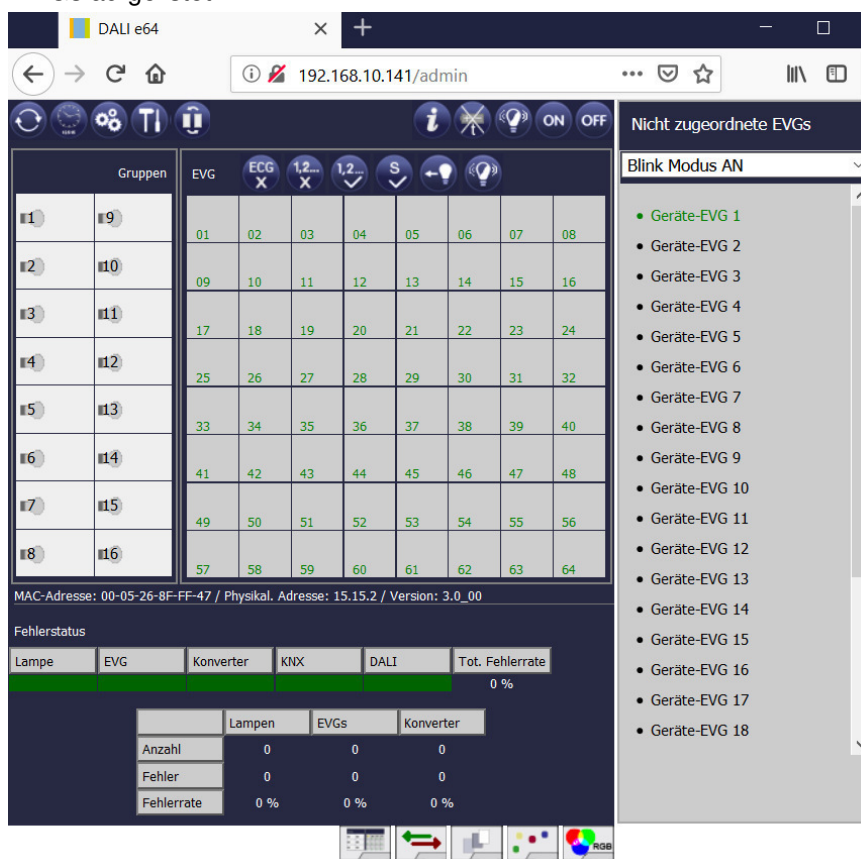 DALI e64
192.168.10.141/admin
i
ON
OFF
Nicht zugeordnete EVGs
Gruppen
EVG
ECG
X
1,2...
X
1,2...
S
Blink Modus AN
1
9
2
10
3
11
4
12
5
13
6
14
7
15
8
16
01 02 03 04 05 06 07 08
09 10 11 12 13 14 15 16
17 18 19 20 21 22 23 24
25 26 27 28 29 30 31 32
33 34 35 36 37 38 39 40
41 42 43 44 45 46 47 48
49 50 51 52 53 54 55 56
57 58 59 60 61 62 63 64
Geräte-EVG 1
Geräte-EVG 2
Geräte-EVG 3
Geräte-EVG 4
Geräte-EVG 5
Geräte-EVG 6
Geräte-EVG 7
Geräte-EVG 8
Geräte-EVG 9
Geräte-EVG 10
Geräte-EVG 11
Geräte-EVG 12
Geräte-EVG 13
Geräte-EVG 14
Geräte-EVG 15
Geräte-EVG 16
Geräte-EVG 17
Geräte-EVG 18
MAC-Adresse: 00-05-26-8F-FF-47 / Physikal. Adresse: 15.15.2 / Version: 3.0_00
Fehlerstatus
Lampe EVG Konverter KNX DALI Tot. Fehlerrate
0 %
Lampen EVGs Konverter
Anzahl 0 0 0
Fehler 0 0 0
Fehlerrate 0 % 0 % 0 %
RGB